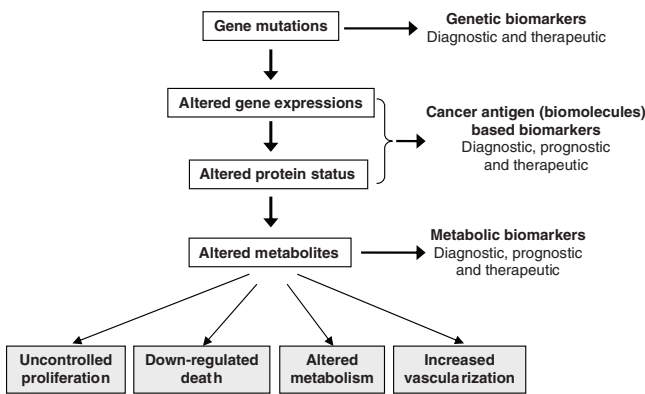 Gene mutations
Genetic biomarkers
Diagnostic and therapeutic
Altered gene expressions
Cancer antigen (biomolecules)
based biomarkers
Diagnostic, prognostic
and therapeutic
Altered protein status
Altered metabolites
Metabolic biomarkers
Diagnostic, prognostic
and therapeutic
Uncontrolled
proliferation
Down-regulated
death
Altered
metabolism
Increased
vascularization